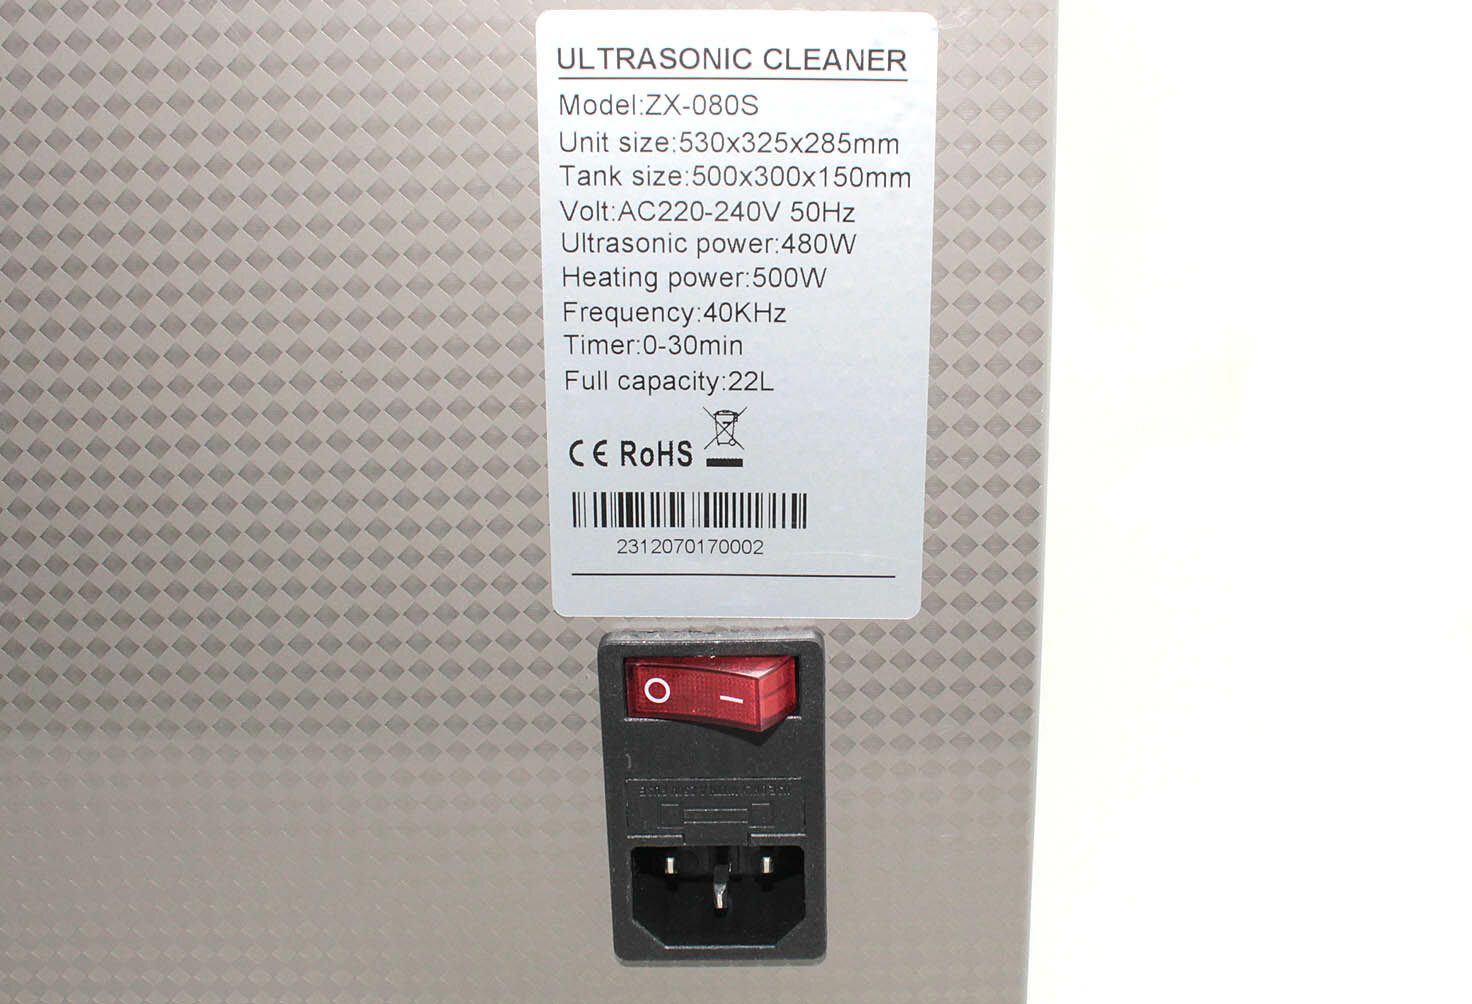 ULTRASONIC CLEANER
Model:ZX-080S
Unit size:530x325x285mm
Tank size:500x300x150mm
Volt:AC220-240V 50Hz
Ultrasonic power:480W
Heating power:500W
Frequency:40KHz
Timer:0-30min
Full capacity:22L
CE RoHS
2312070170002